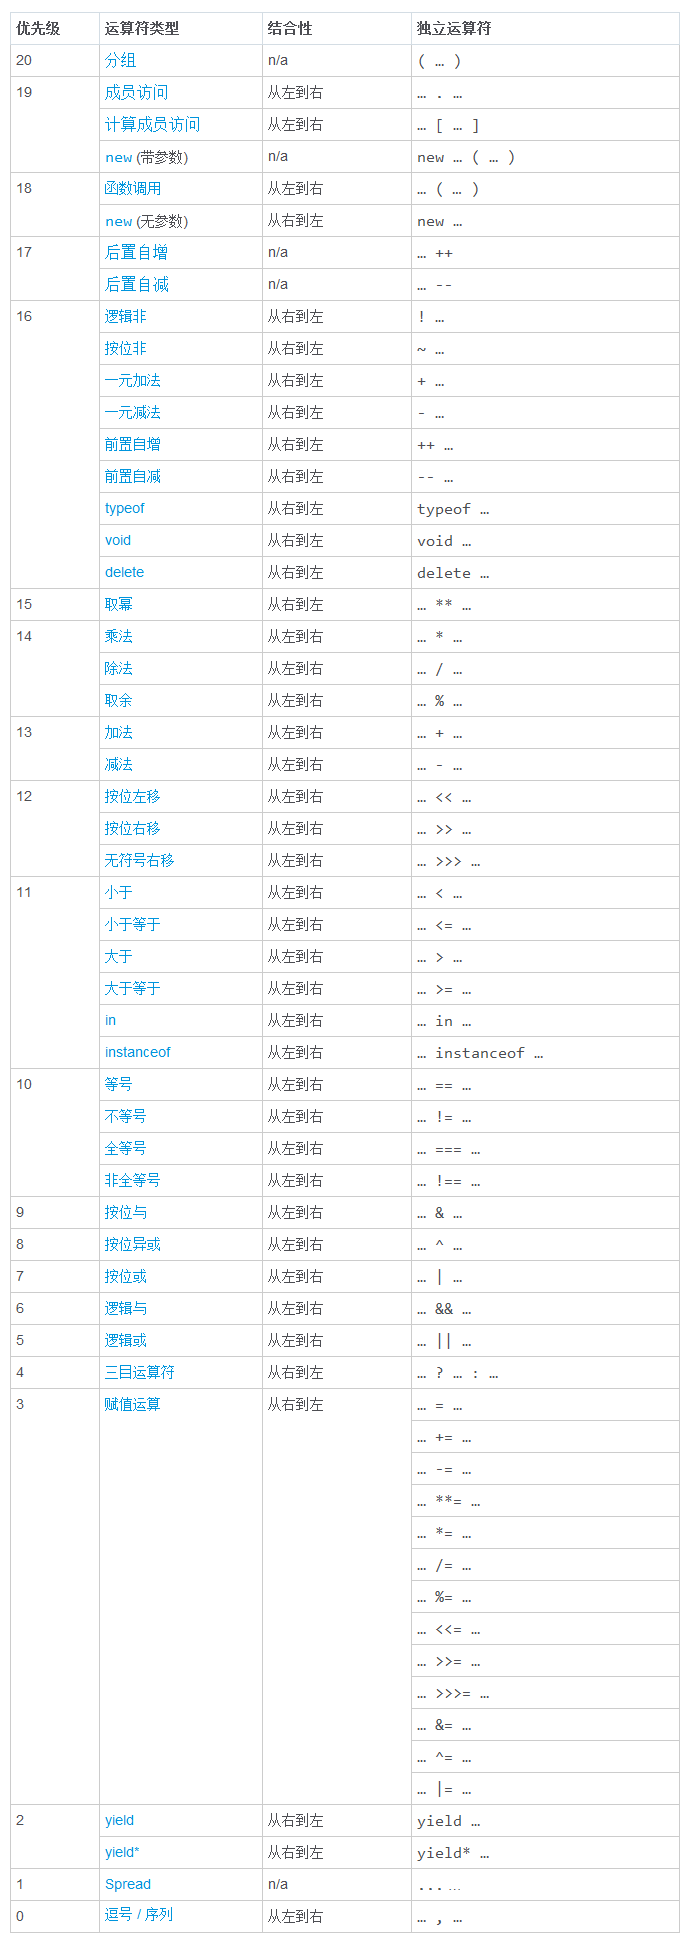 优先级 运算符类型 结合性 独立运算符
20 分组 n/a ( … )
19 成员访问 从左到右 … . …
计算成员访问 从左到右 … [ … ]
new (带参数) n/a new … ( … )
18 函数调用 从左到右 … ( … )
new (无参数) 从右到左 new …
17 后置自增 n/a … ++
后置自减 n/a … --
16 逻辑非 从右到左 ! …
按位非 从右到左 ~ …
一元加法 从右到左 + …
一元减法 从右到左 - …
前置自增 从右到左 ++ …
前置自减 从右到左 -- …
typeof 从右到左 typeof …
void 从右到左 void …
delete 从右到左 delete …
15 取幂 从右到左 … ** …
14 乘法 从左到右 … * …
除法 从左到右 … / …
取余 从左到右 … % …
13 加法 从左到右 … + …
减法 从左到右 … - …
12 按位左移 从左到右 … << …
按位右移 从左到右 … >> …
无符号右移 从左到右 … >>> …
11 小于 从左到右 … < …
小于等于 从左到右 … <= …
大于 从左到右 … > …
大于等于 从左到右 … >= …
in 从左到右 … in …
instanceof 从左到右 … instanceof …
10 等号 从左到右 … == …
不等号 从左到右 … != …
全等号 从左到右 … === …
非全等号 从左到右 … !== …
9 按位与 从左到右 … & …
8 按位异或 从左到右 … ^ …
7 按位或 从左到右 … | …
6 逻辑与 从左到右 … && …
5 逻辑或 从左到右 … || …
4 三目运算符 从右到左 … ? … : …
3 赋值运算 从右到左 … = …
… += …
… -= …
… **= …
… *= …
… /= …
… %= …
… <<= …
… >>= …
… >>>= …
… &= …
… ^= …
… |= …
2 yield 从右到左 yield …
yield* 从右到左 yield* …
1 Spread n/a ... …
0 逗号 / 序列 从左到右 … , …